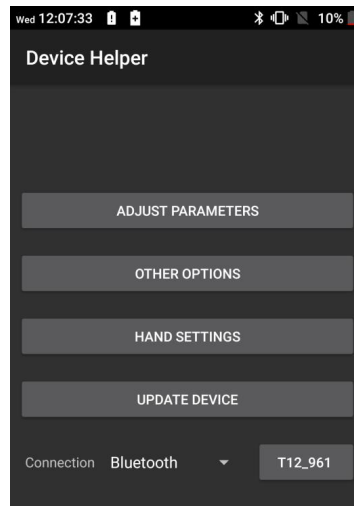 Wed 12:07:33 10%
Device Helper
ADJUST PARAMETERS
OTHER OPTIONS
HAND SETTINGS
UPDATE DEVICE
Connection Bluetooth T12_961